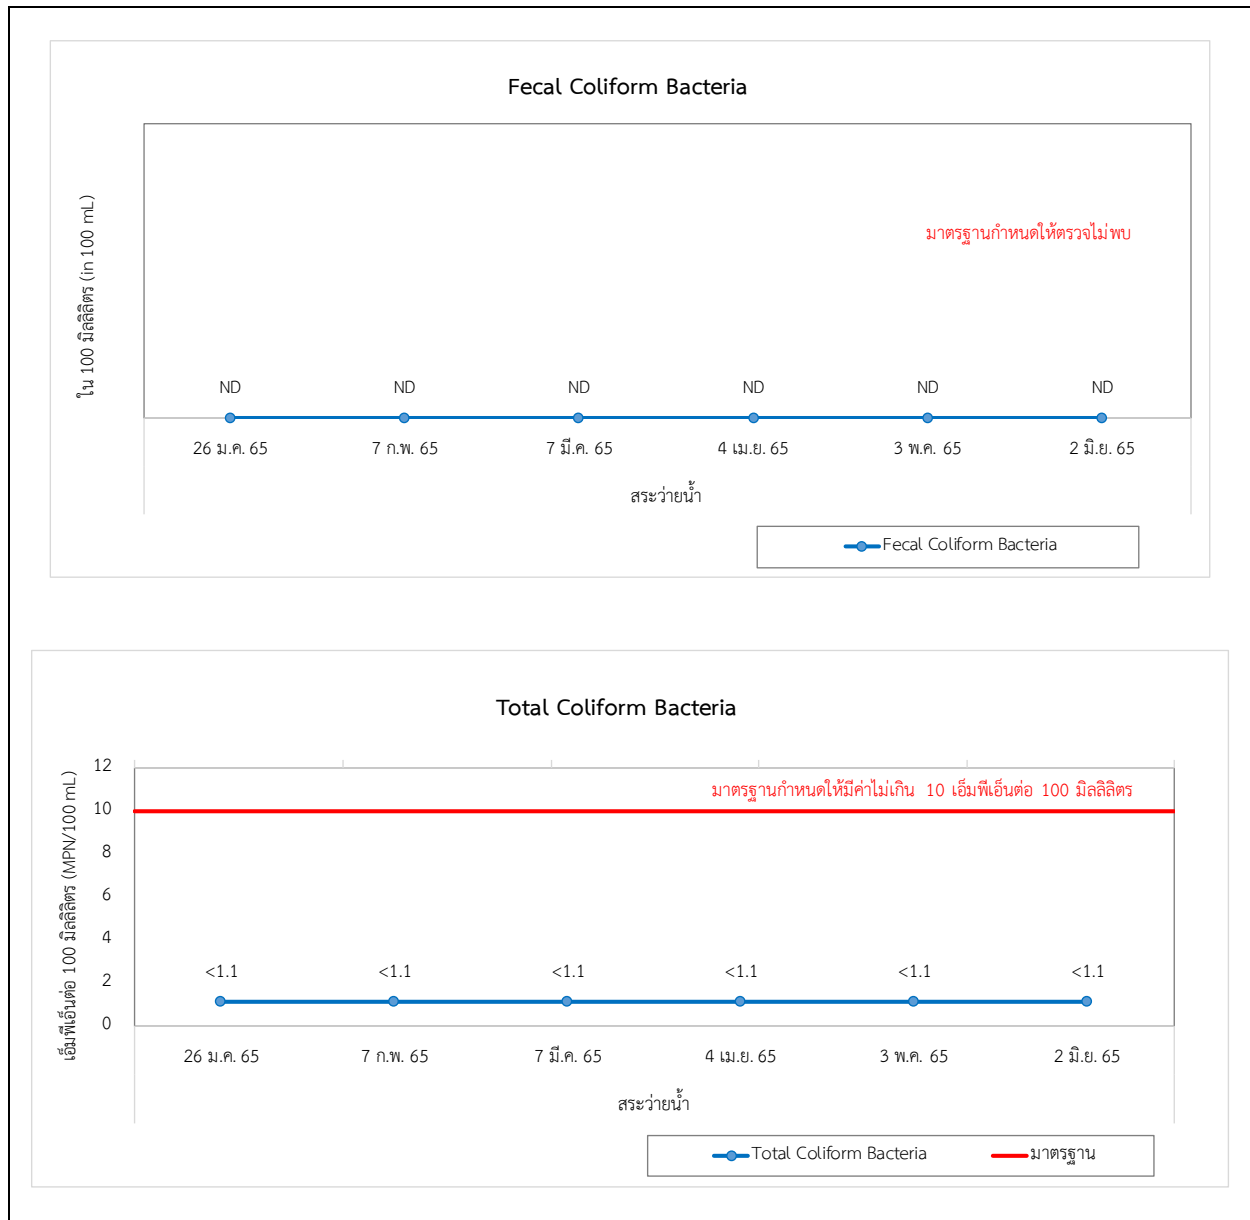 Fecal Coliform Bacteria
ใน 100 มิลลิลิตร (in 100 mL)
มาตรฐานกำหนดให้ตรวจไม่พบ
ND ND ND ND ND ND
26 ม.ค. 65 7 ก.พ. 65 7 มี.ค. 65 4 เม.ย. 65 3 พ.ค. 65 2 มิ.ย. 65
สระว่ายน้ำ
Fecal Coliform Bacteria
Total Coliform Bacteria
เอ็มพีเอ็นต่อ 100 มิลลิลิตร (MPN/100 mL)
12
มาตรฐานกำหนดให้มีค่าไม่เกิน 10 เอ็มพีเอ็นต่อ 100 มิลลิลิตร
10
8
6
4
2
<1.1 <1.1 <1.1 <1.1 <1.1 <1.1
0
26 ม.ค. 65 7 ก.พ. 65 7 มี.ค. 65 4 เม.ย. 65 3 พ.ค. 65 2 มิ.ย. 65
สระว่ายน้ำ
Total Coliform Bacteria มาตรฐาน